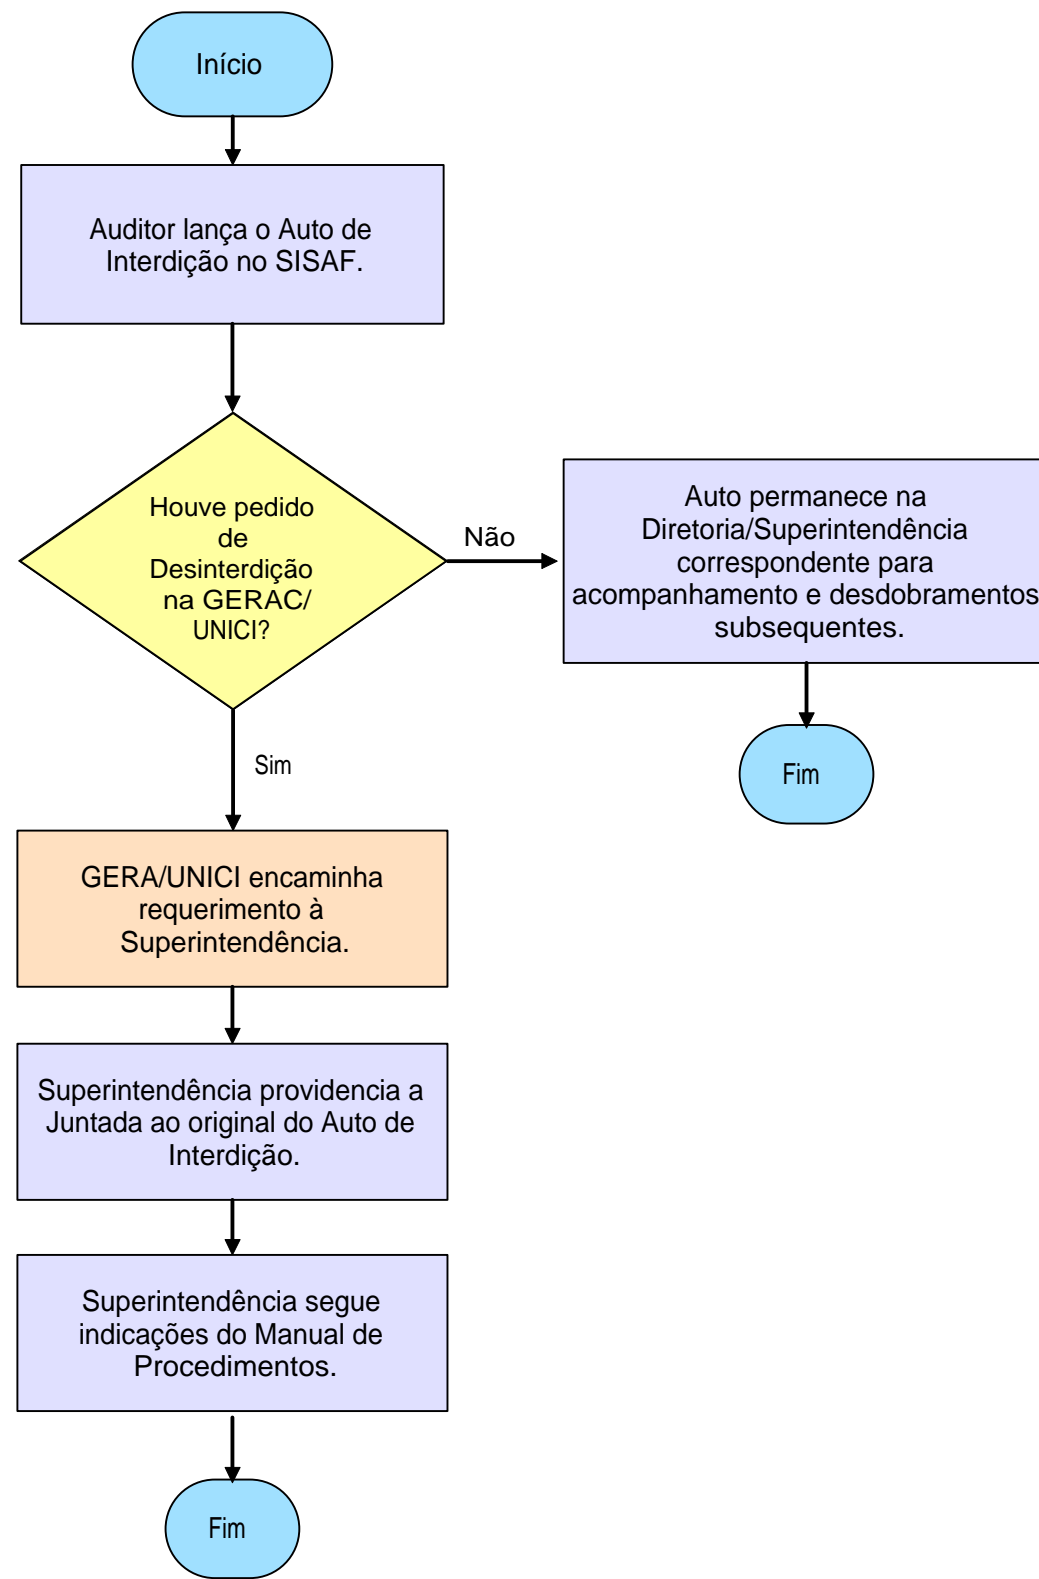 Início
Auditor lança o Auto de
Interdição no SISAF.
Houve pedido
de
Desinterdição
na GERAC/
UNICI?
Não
Auto permanece na
Diretoria/Superintendência
correspondente para
acompanhamento e desdobramentos
subsequentes.
Fim
Sim
GERA/UNICI encaminha
requerimento à
Superintendência.
Superintendência providencia a
Juntada ao original do Auto de
Interdição.
Superintendência segue
indicações do Manual de
Procedimentos.
Fim